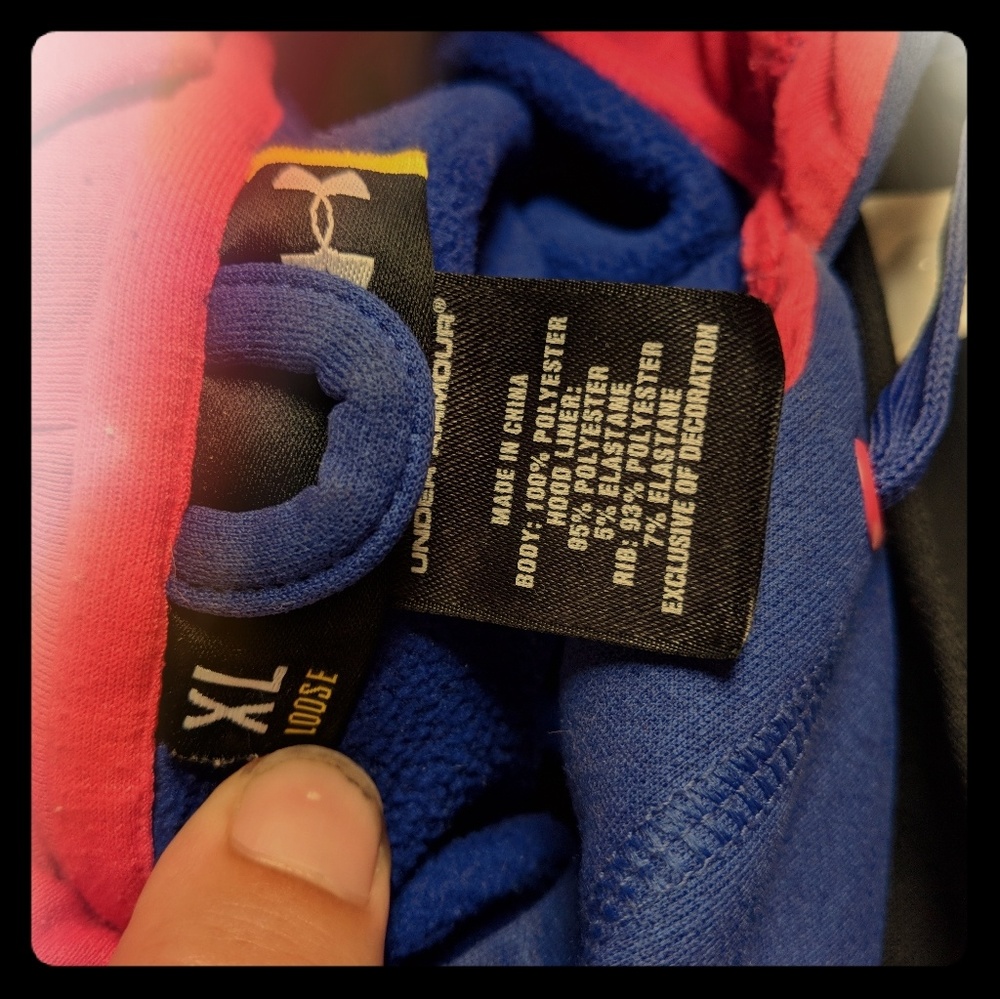 UNDER ARMOUR®
MADE IN CHINA
BODY: 100% POLYESTER
HOOD LINER:
95% POLYESTER
5% ELASTANE
RIB: 93% POLYESTER
7% ELASTANE
EXCLUSIVE OF DECORATION
XL
LOOSE